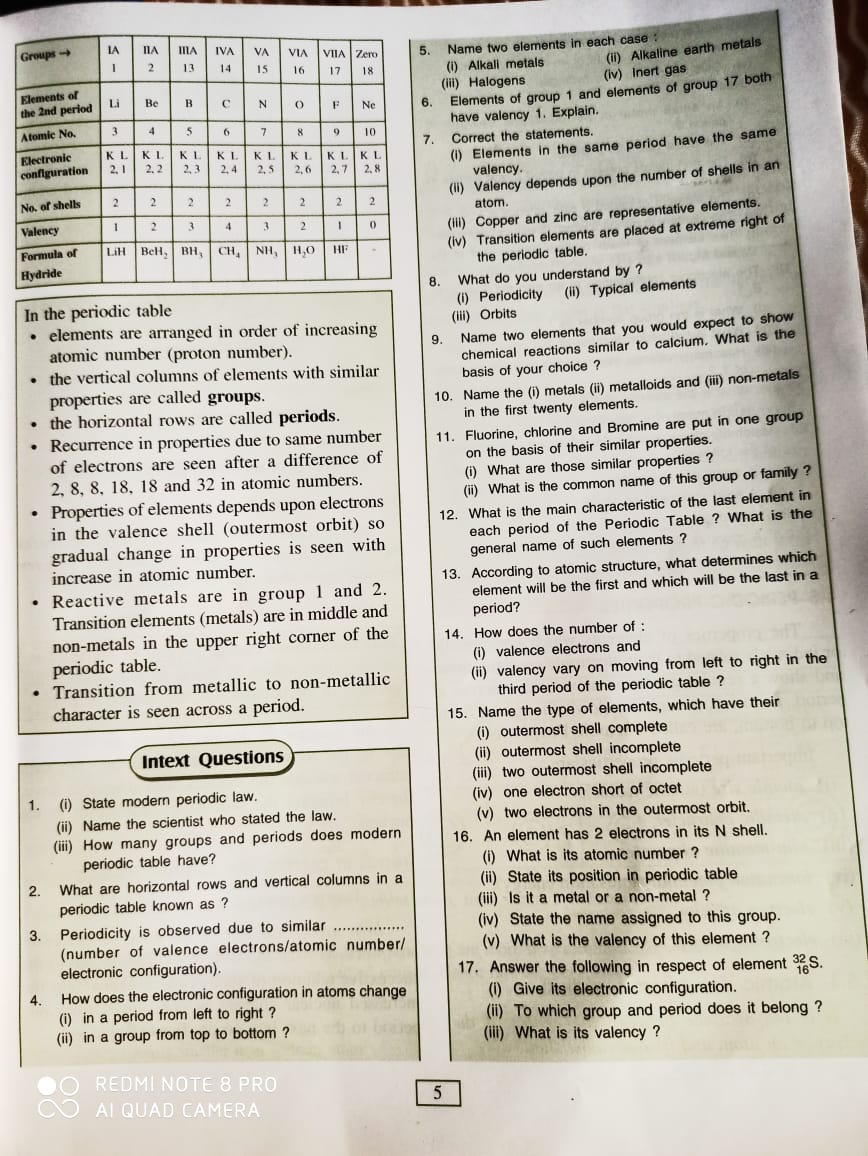 Groups → IA IIA IIIA IVA VA VIA VIIA Zero
1 2 13 14 15 16 17 18
Elements of
the 2nd period Li Be B C N O F Ne
Atomic No. 3 4 5 6 7 8 9 10
Electronic K L K L K L K L K L K L K L K L
configuration 2, 1 2, 2 2, 3 2, 4 2, 5 2, 6 2, 7 2, 8
No. of shells 2 2 2 2 2 2 2 2
Valency 1 2 3 4 3 2 1 0
Formula of LiH BeH₂ BH₃ CH₄ NH₃ H₂O HF -
Hydride
In the periodic table
• elements are arranged in order of increasing
atomic number (proton number).
• the vertical columns of elements with similar
properties are called groups.
• the horizontal rows are called periods.
• Recurrence in properties due to same number
of electrons are seen after a difference of
2, 8, 8, 18, 18 and 32 in atomic numbers.
• Properties of elements depends upon electrons
in the valence shell (outermost orbit) so
gradual change in properties is seen with
increase in atomic number.
• Reactive metals are in group 1 and 2.
Transition elements (metals) are in middle and
non-metals in the upper right corner of the
periodic table.
• Transition from metallic to non-metallic
character is seen across a period.
Intext Questions
1. (i) State modern periodic law.
(ii) Name the scientist who stated the law.
(iii) How many groups and periods does modern
periodic table have?
2. What are horizontal rows and vertical columns in a
periodic table known as ?
3. Periodicity is observed due to similar ................
(number of valence electrons/atomic number/
electronic configuration).
4. How does the electronic configuration in atoms change
(i) in a period from left to right ?
(ii) in a group from top to bottom ?
5. Name two elements in each case :
(i) Alkali metals (ii) Alkaline earth metals
(iii) Halogens (iv) Inert gas
6. Elements of group 1 and elements of group 17 both
have valency 1. Explain.
7. Correct the statements.
(i) Elements in the same period have the same
valency.
(ii) Valency depends upon the number of shells in an
atom.
(iii) Copper and zinc are representative elements.
(iv) Transition elements are placed at extreme right of
the periodic table.
8. What do you understand by ?
(i) Periodicity (ii) Typical elements
(iii) Orbits
9. Name two elements that you would expect to show
chemical reactions similar to calcium. What is the
basis of your choice ?
10. Name the (i) metals (ii) metalloids and (iii) non-metals
in the first twenty elements.
11. Fluorine, chlorine and Bromine are put in one group
on the basis of their similar properties.
(i) What are those similar properties ?
(ii) What is the common name of this group or family ?
12. What is the main characteristic of the last element in
each period of the Periodic Table ? What is the
general name of such elements ?
13. According to atomic structure, what determines which
element will be the first and which will be the last in a
period?
14. How does the number of :
(i) valence electrons and
(ii) valency vary on moving from left to right in the
third period of the periodic table ?
15. Name the type of elements, which have their
(i) outermost shell complete
(ii) outermost shell incomplete
(iii) two outermost shell incomplete
(iv) one electron short of octet
(v) two electrons in the outermost orbit.
16. An element has 2 electrons in its N shell.
(i) What is its atomic number ?
(ii) State its position in periodic table
(iii) Is it a metal or a non-metal ?
(iv) State the name assigned to this group.
(v) What is the valency of this element ?
17. Answer the following in respect of element ³²₁₆S.
(i) Give its electronic configuration.
(ii) To which group and period does it belong ?
(iii) What is its valency ?
5
REDMI NOTE 8 PRO
AI QUAD CAMERA